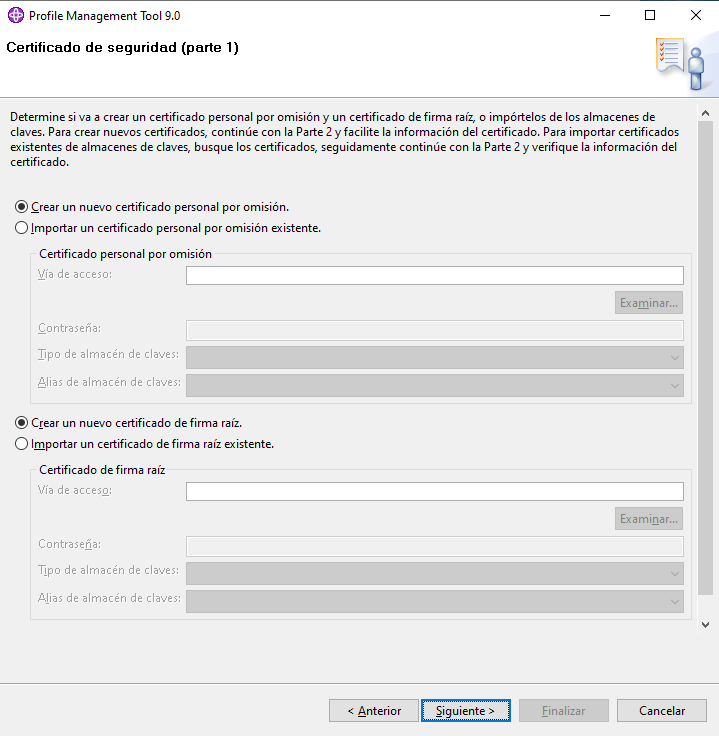 Profile Management Tool 9.0
Certificado de seguridad (parte 1)
Determine si va a crear un certificado personal por omisión y un certificado de firma raíz, o impórtelos de los almacenes de
claves. Para crear nuevos certificados, continúe con la Parte 2 y facilite la información del certificado. Para importar certificados
existentes de almacenes de claves, busque los certificados, seguidamente continúe con la Parte 2 y verifique la información del
certificado.
Crear un nuevo certificado personal por omisión.
Importar un certificado personal por omisión existente.
Certificado personal por omisión
Vía de acceso:
Examinar...
Contraseña:
Tipo de almacén de claves:
Alias de almacén de claves:
Crear un nuevo certificado de firma raíz.
Importar un certificado de firma raíz existente.
Certificado de firma raíz
Vía de acceso:
Examinar...
Contraseña:
Tipo de almacén de claves:
Alias de almacén de claves:
< Anterior
Siguiente >
Finalizar
Cancelar